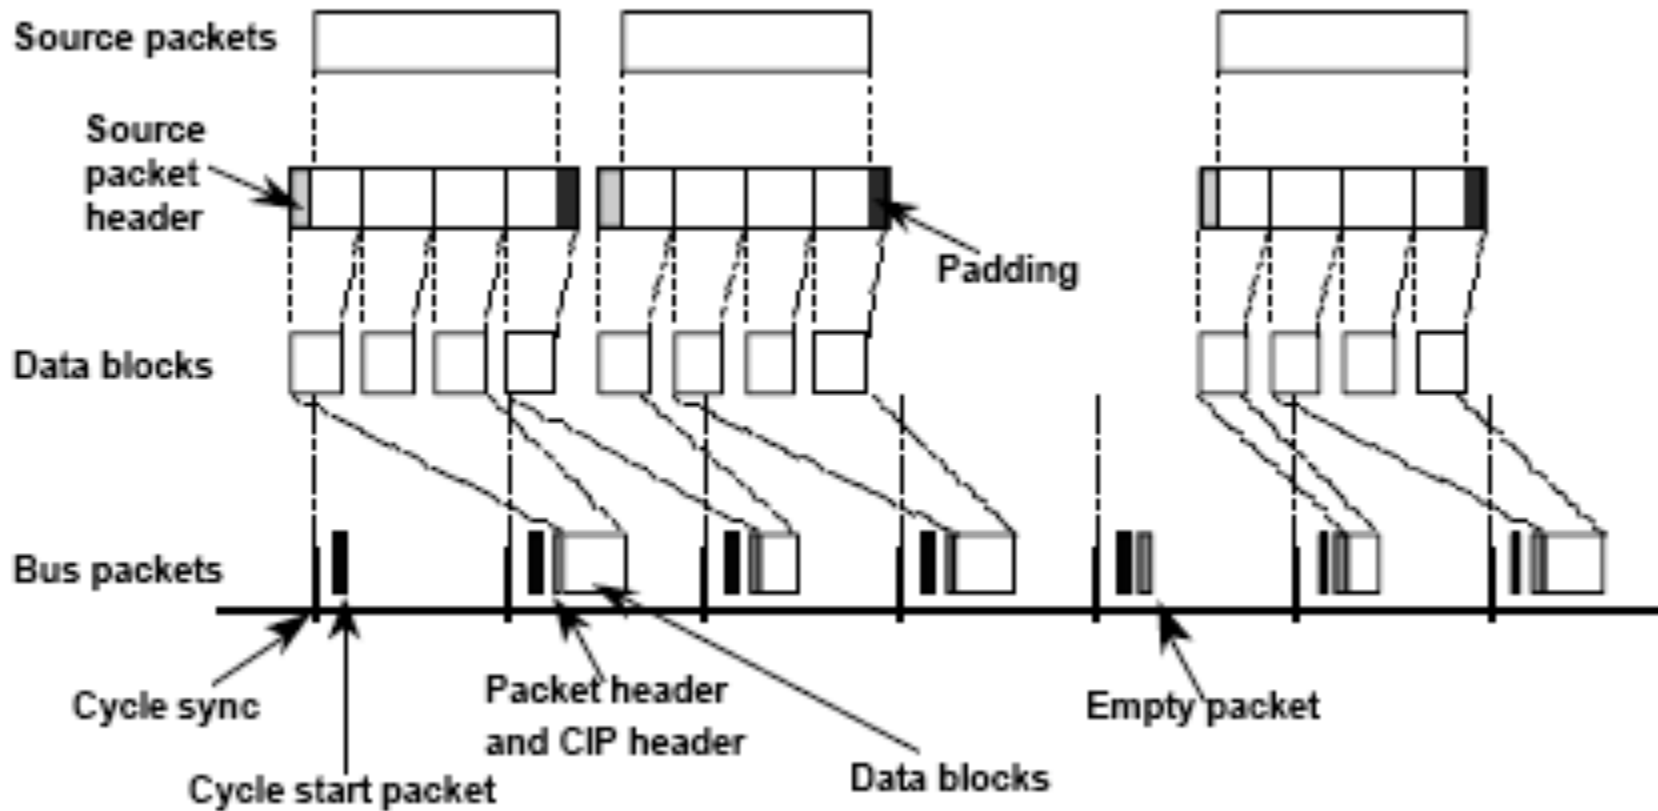 Source packets
Source
packet
header
Padding
Data blocks
Bus packets
Cycle sync
Packet header
and CIP header
Empty packet
Cycle start packet
Data blocks